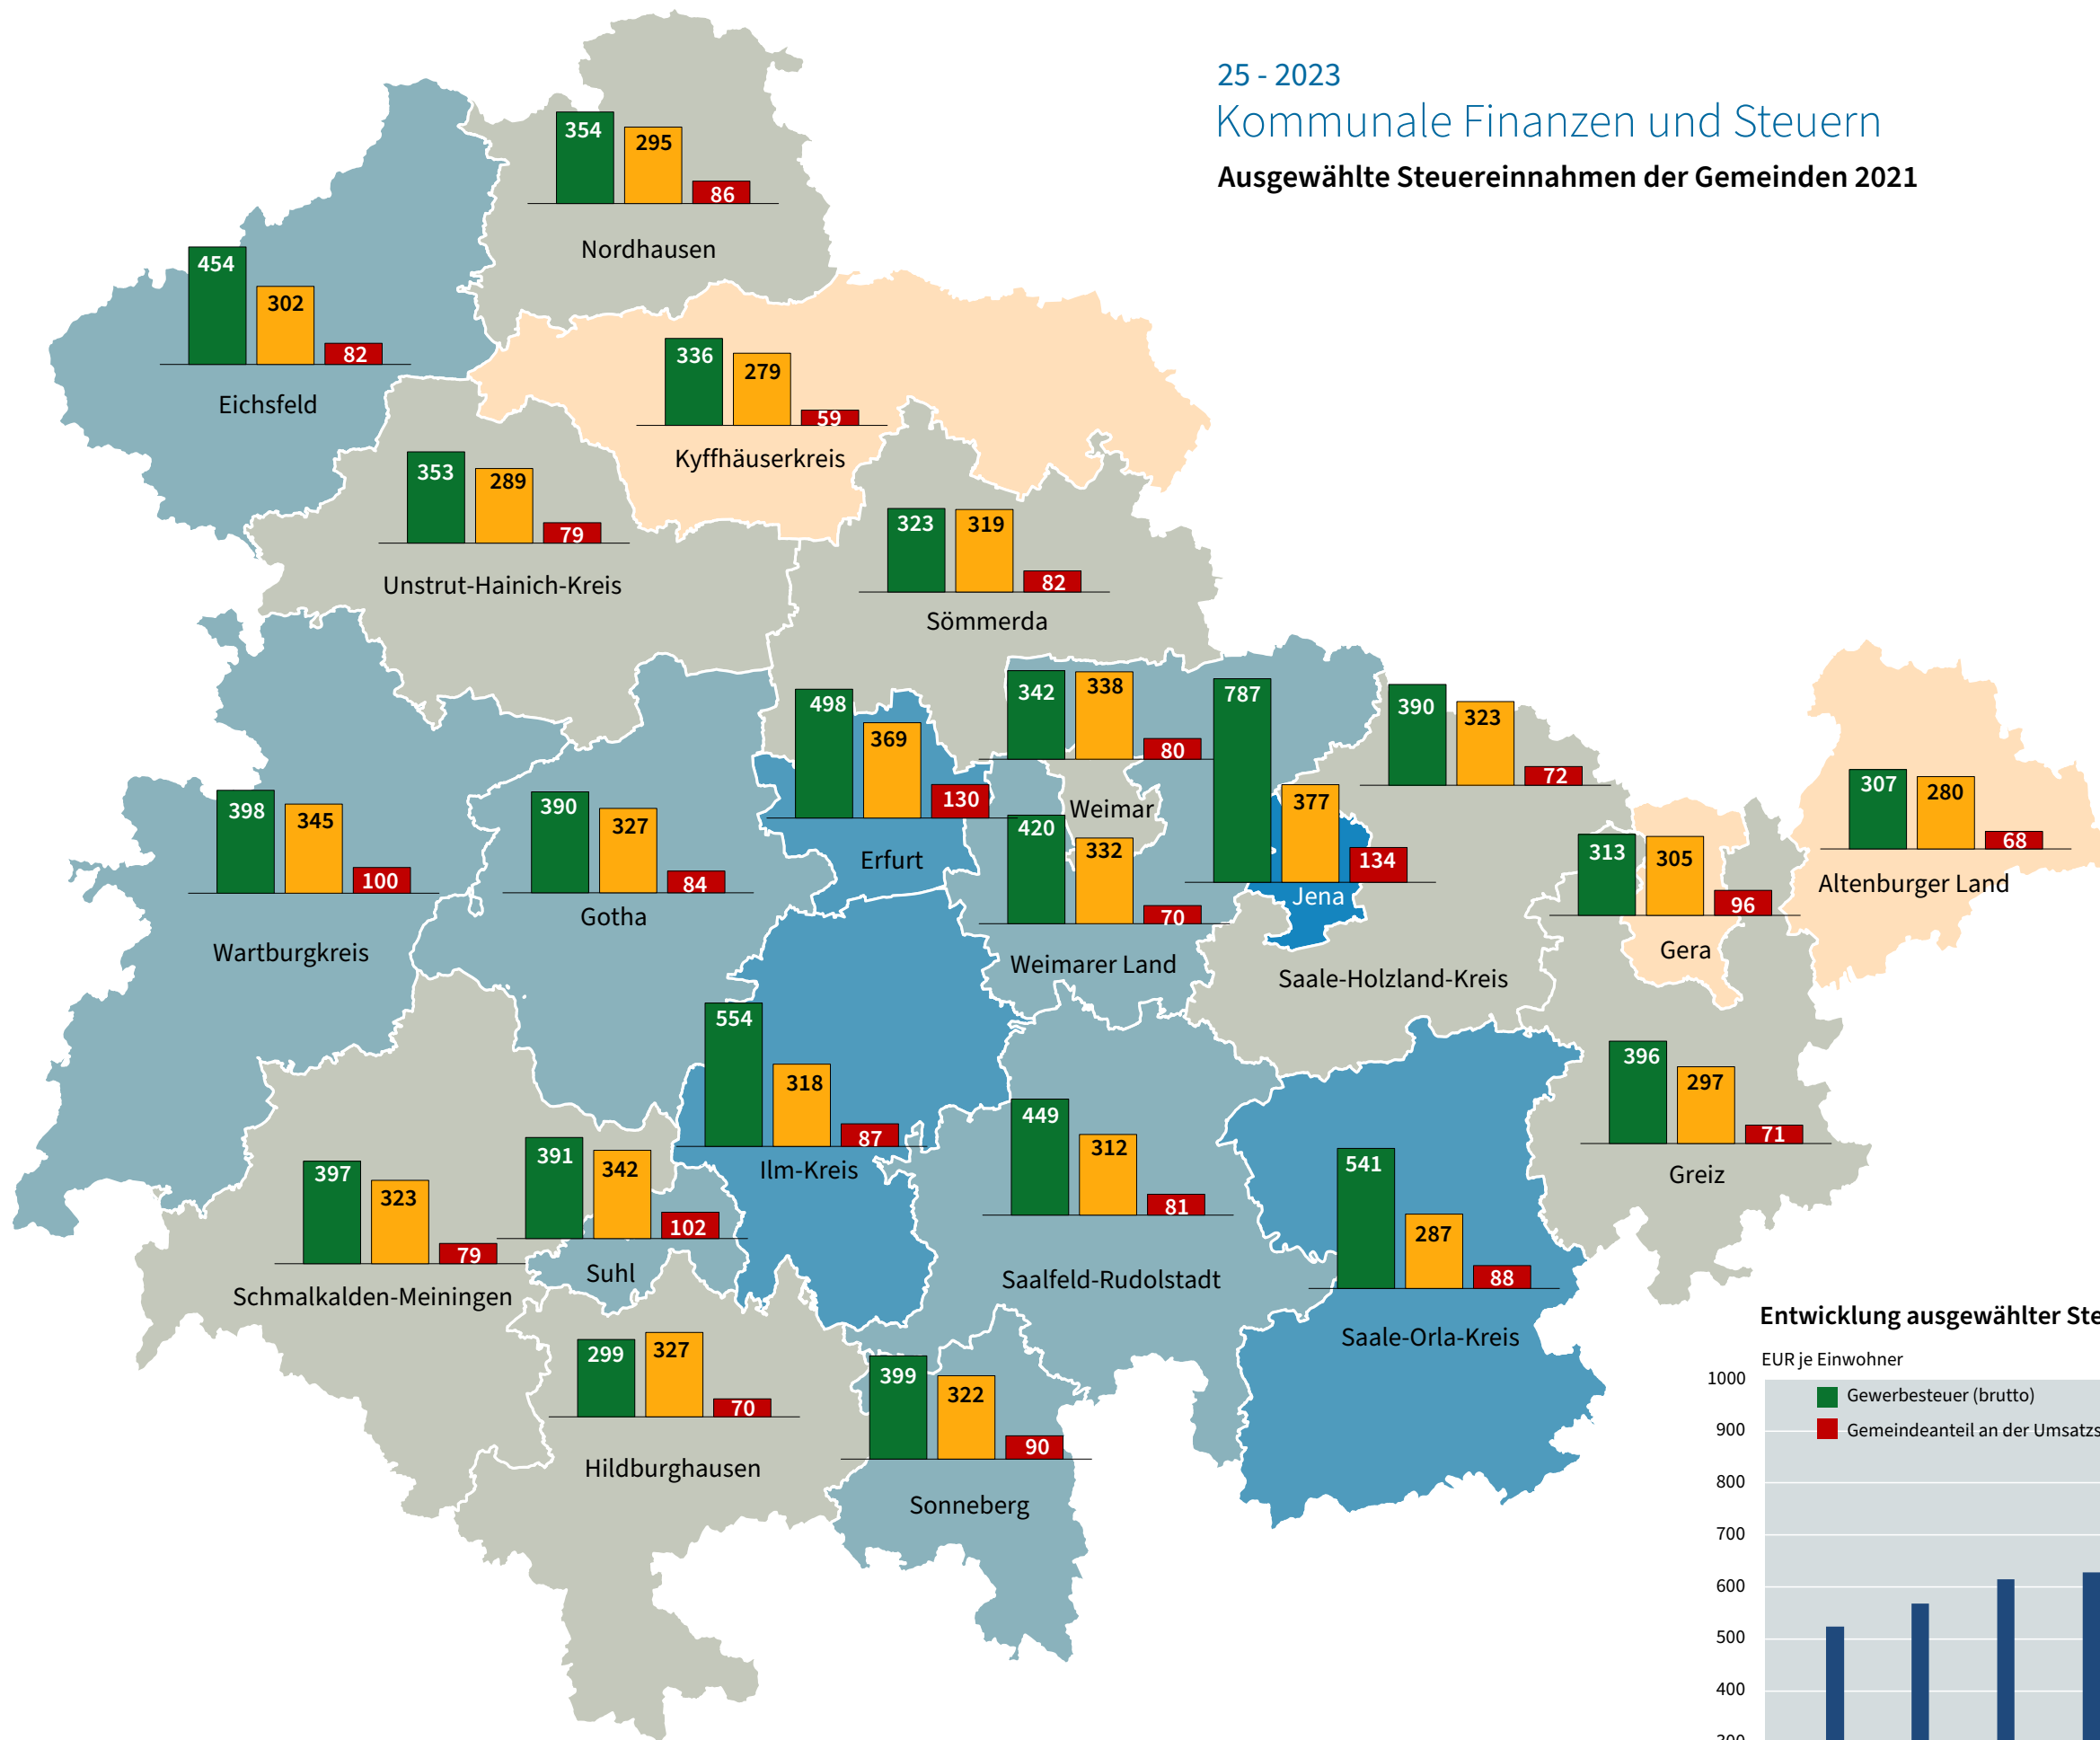 25 - 2023
Kommunale Finanzen und Steuern
Ausgewählte Steuereinnahmen der Gemeinden 2021
354 295 86
Nordhausen
454 302 82
Eichsfeld
336 279 59
Kyffhäuserkreis
353 289 79
Unstrut-Hainich-Kreis
323 319 82
Sömmerda
342 338 80
Weimar
787 377 134
Jena
390 323 72
Saale-Holzland-Kreis
498 369 130
Erfurt
420 332 70
Weimarer Land
398 345 100
Wartburgkreis
390 327 84
Gotha
313 305 96
Gera
307 280 68
Altenburger Land
554 318 87
Ilm-Kreis
449 312 81
Saalfeld-Rudolstadt
396 297 71
Greiz
541 287 88
Saale-Orla-Kreis
397 323 79
Schmalkalden-Meiningen
391 342 102
Suhl
299 327 70
Hildburghausen
399 322 90
Sonneberg
Entwicklung ausgewählter Ste
EUR je Einwohner
1000
Gewerbesteuer (brutto)
900
Gemeindeanteil an der Umsatzs
800
700
600
500
400